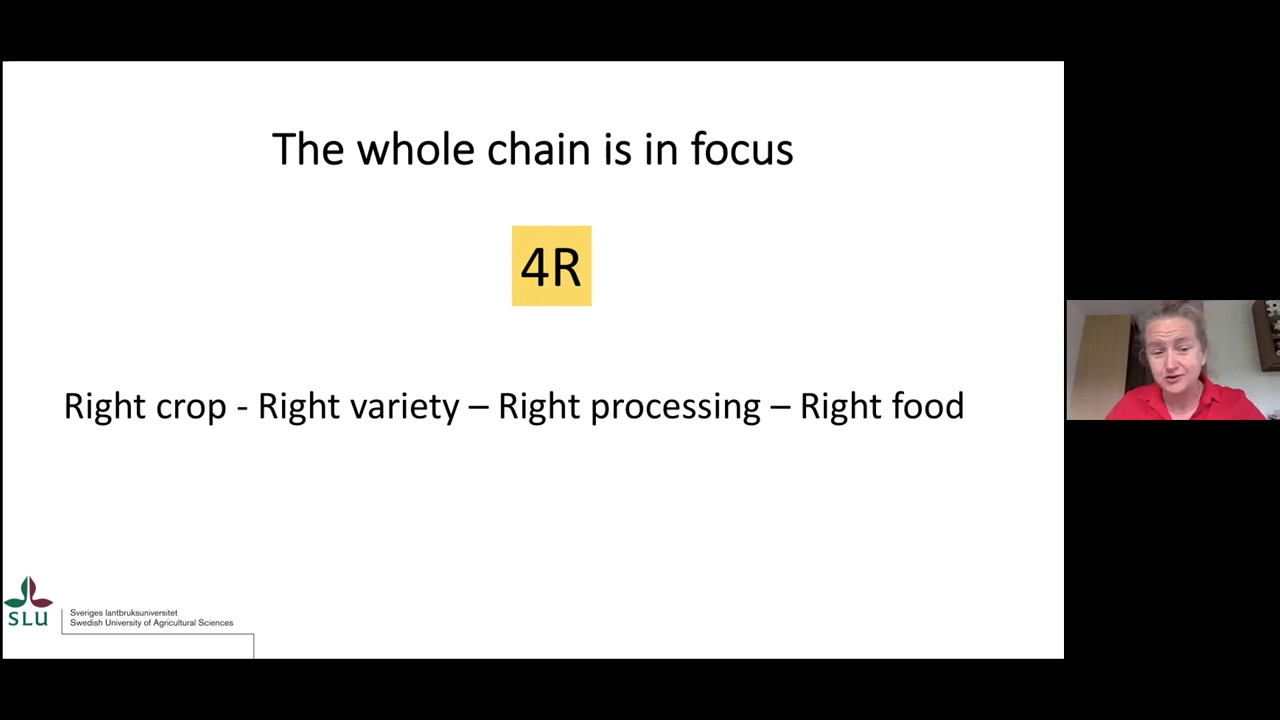 The whole chain is in focus
4R
Right crop - Right variety – Right processing – Right food
SLU
Sveriges lantbruksuniversitet
Swedish University of Agricultural Sciences